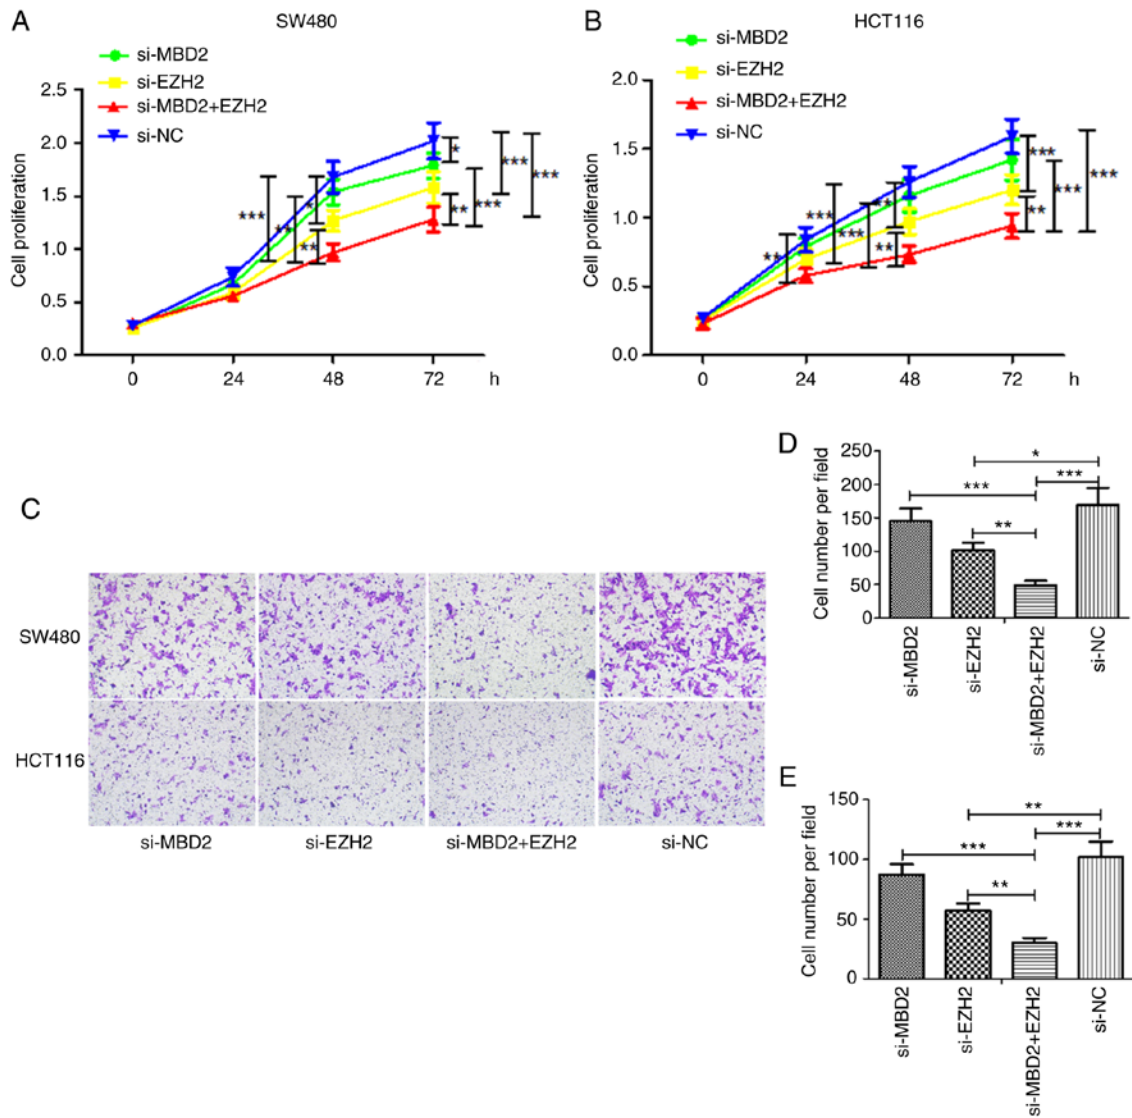 A
SW480
si-MBD2
si-EZH2
si-MBD2+EZH2
si-NC
Cell proliferation
2.5
2.0
1.5
1.0
0.5
0.0
0 24 48 72 h
***
**
*
**
*
**
***
***
***
B
HCT116
si-MBD2
si-EZH2
si-MBD2+EZH2
si-NC
Cell proliferation
2.0
1.5
1.0
0.5
0.0
0 24 48 72 h
**
***
***
**
**
***
**
***
***
C
SW480
HCT116
si-MBD2 si-EZH2 si-MBD2+EZH2 si-NC
D
Cell number per field
250
200
150
100
50
0
*
***
***
**
si-MBD2
si-EZH2
si-MBD2+EZH2
si-NC
E
Cell number per field
150
100
50
0
**
***
***
**
si-MBD2
si-EZH2
si-MBD2+EZH2
si-NC